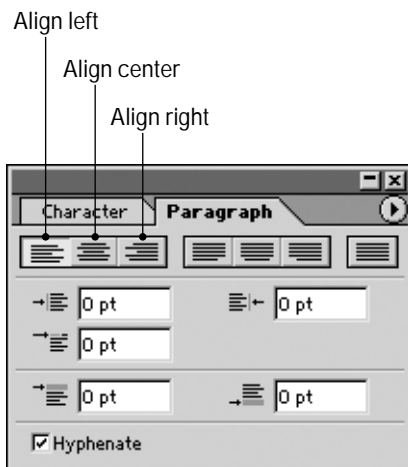 Align left
Align center
Align right
Character Paragraph
0 pt 0 pt
0 pt
0 pt 0 pt
Hyphenate